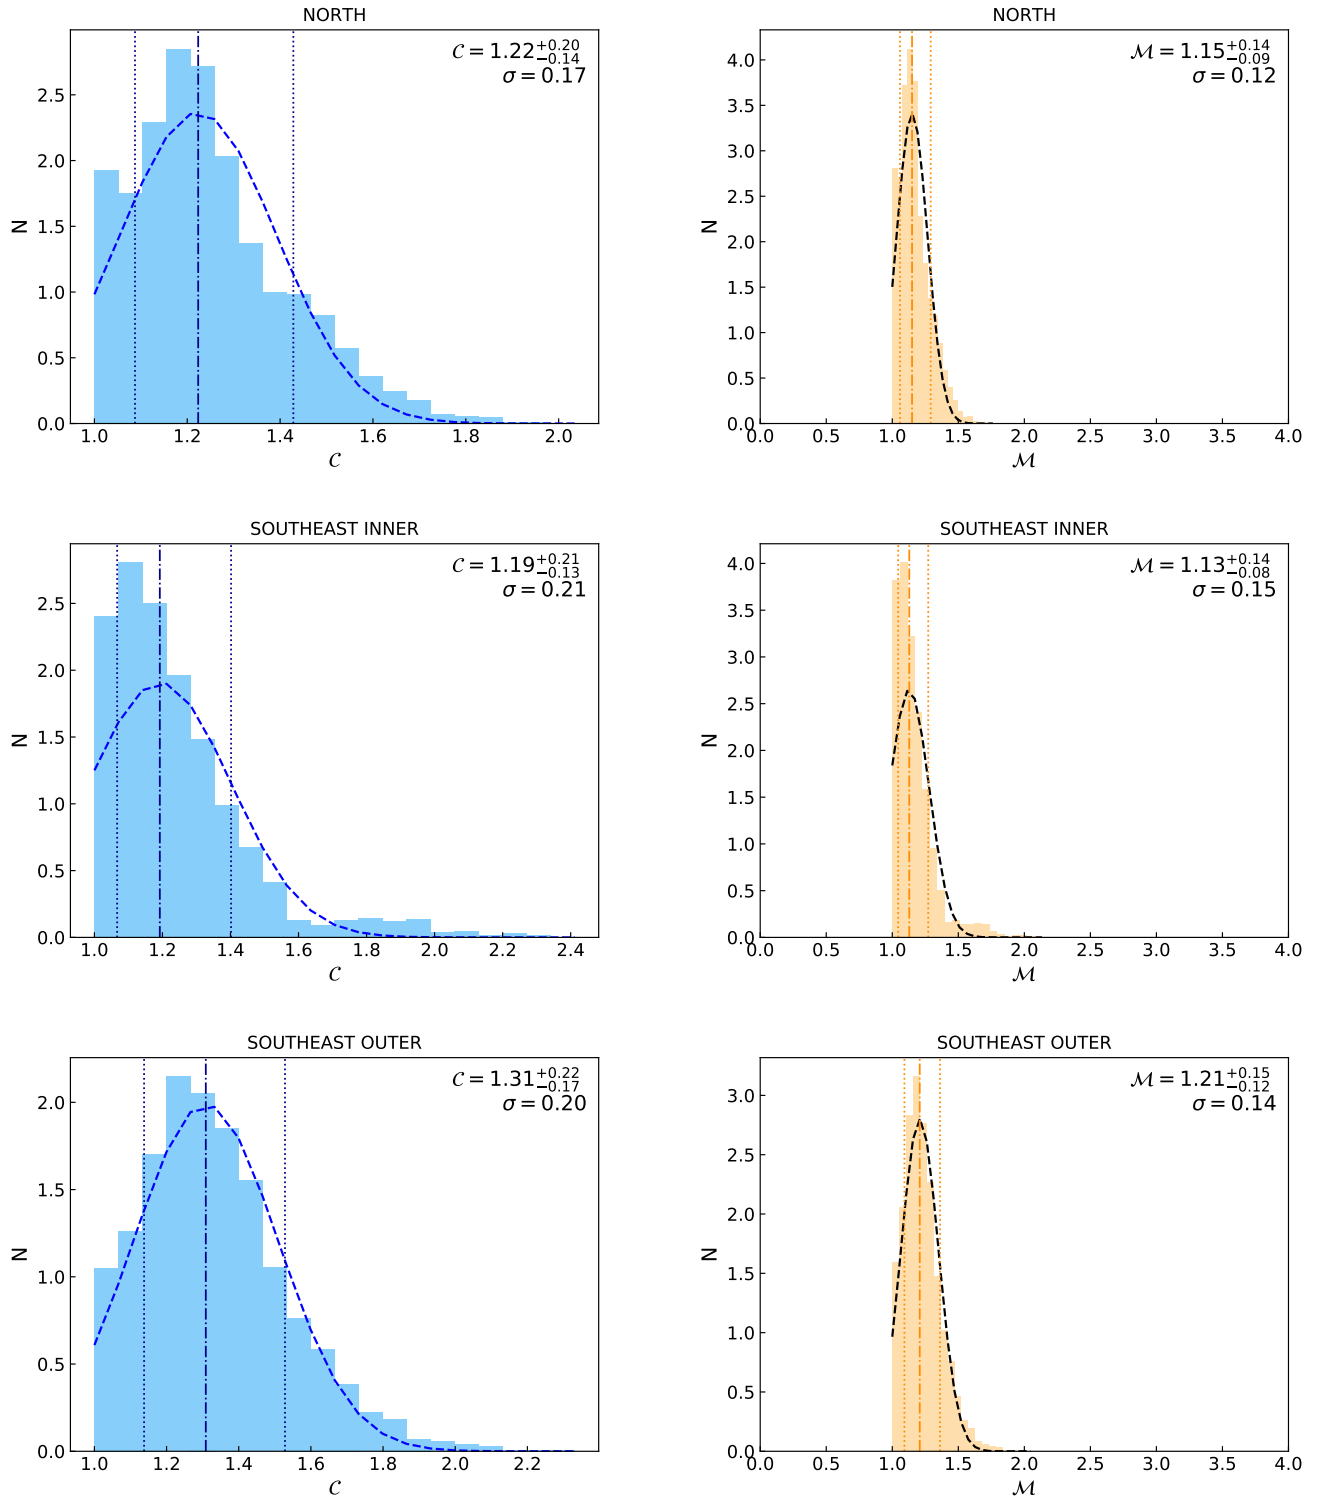 NORTH
𝒞 = 1.22+0.20−0.14
σ = 0.17
N
2.5
2.0
1.5
1.0
0.5
0.0
1.0 1.2 1.4 1.6 1.8 2.0
𝒞
NORTH
ℳ = 1.15+0.14−0.09
σ = 0.12
N
4.0
3.5
3.0
2.5
2.0
1.5
1.0
0.5
0.0
0.0 0.5 1.0 1.5 2.0 2.5 3.0 3.5 4.0
ℳ
SOUTHEAST INNER
𝒞 = 1.19+0.21−0.13
σ = 0.21
N
2.5
2.0
1.5
1.0
0.5
0.0
1.0 1.2 1.4 1.6 1.8 2.0 2.2 2.4
𝒞
SOUTHEAST INNER
ℳ = 1.13+0.14−0.08
σ = 0.15
N
4.0
3.5
3.0
2.5
2.0
1.5
1.0
0.5
0.0
0.0 0.5 1.0 1.5 2.0 2.5 3.0 3.5 4.0
ℳ
SOUTHEAST OUTER
𝒞 = 1.31+0.22−0.17
σ = 0.20
N
2.0
1.5
1.0
0.5
0.0
1.0 1.2 1.4 1.6 1.8 2.0 2.2
𝒞
SOUTHEAST OUTER
ℳ = 1.21+0.15−0.12
σ = 0.14
N
3.0
2.5
2.0
1.5
1.0
0.5
0.0
0.0 0.5 1.0 1.5 2.0 2.5 3.0 3.5 4.0
ℳ